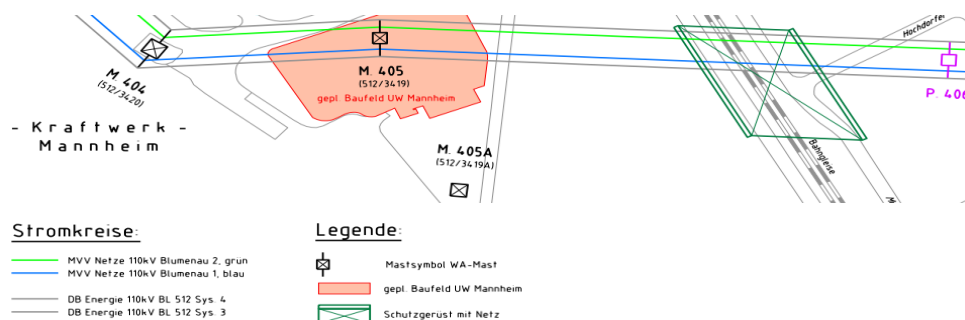 Hochdorfer
M. 404
(512/3420)
M. 405
(512/3419)
gepl. Baufeld UW Mannheim
P. 406
- Kraftwerk -
Mannheim
M. 405A
(512/3419A)
Bahngleise
Stromkreise:
MVV Netze 110kV Blumenau 2, grün
MVV Netze 110kV Blumenau 1, blau
DB Energie 110kV BL 512 Sys. 4
DB Energie 110kV BL 512 Sys. 3
Legende:
Mastsymbol WA-Mast
gepl. Baufeld UW Mannheim
Schutzgerüst mit Netz